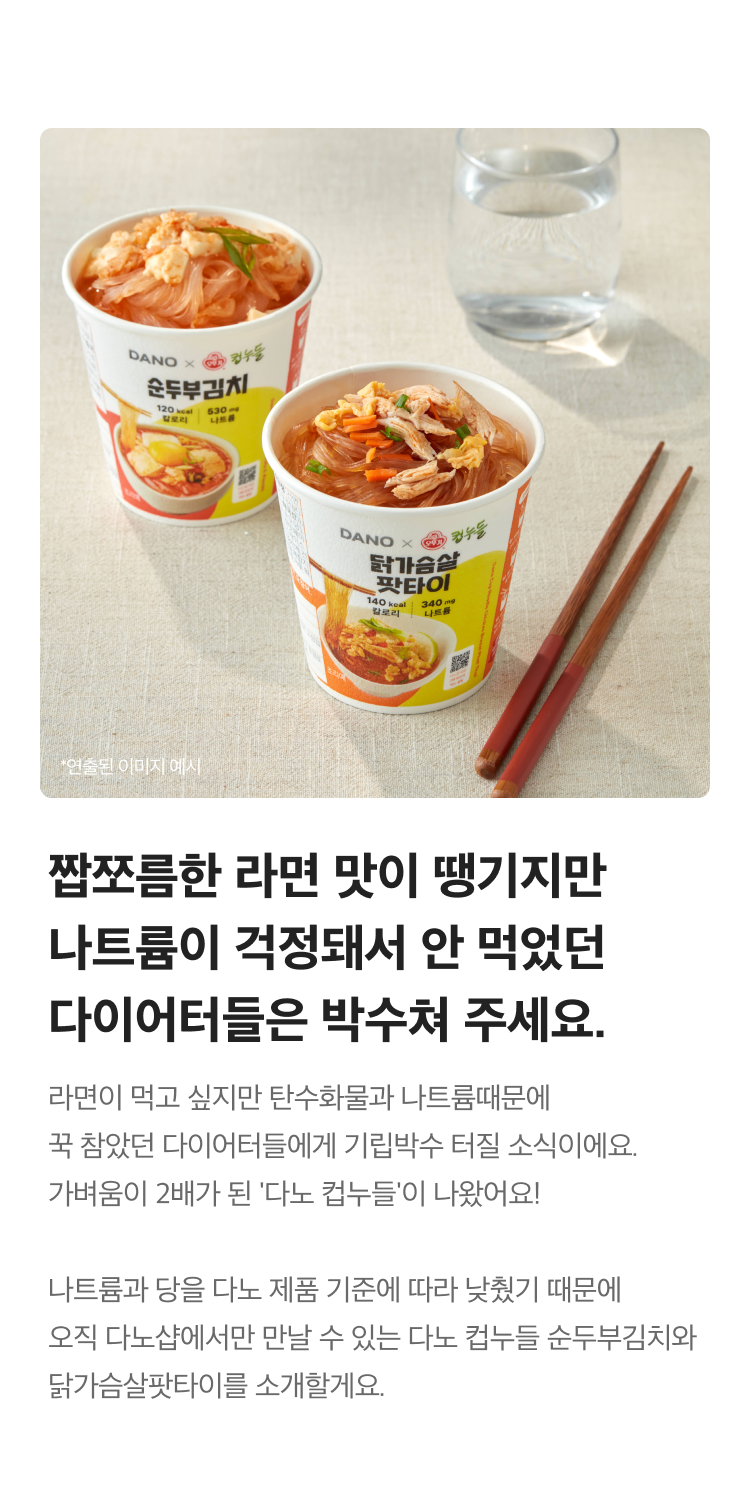 DANO × 오뚜기 컵누들
순두부김치
120 kcal 530 mg
칼로리 나트륨
DANO × 오뚜기 컵누들
닭가슴살
팟타이
140 kcal 340 mg
칼로리 나트륨
*연출된 이미지 예시
짭쪼름한 라면 맛이 땡기지만
나트륨이 걱정돼서 안 먹었던
다이어터들은 박수쳐 주세요.
라면이 먹고 싶지만 탄수화물과 나트륨때문에
꾹 참았던 다이어터들에게 기립박수 터질 소식이에요.
가벼움이 2배가 된 '다노 컵누들'이 나왔어요!
나트륨과 당을 다노 제품 기준에 따라 낮췄기 때문에
오직 다노샵에서만 만날 수 있는 다노 컵누들 순두부김치와
닭가슴살팟타이를 소개할게요.